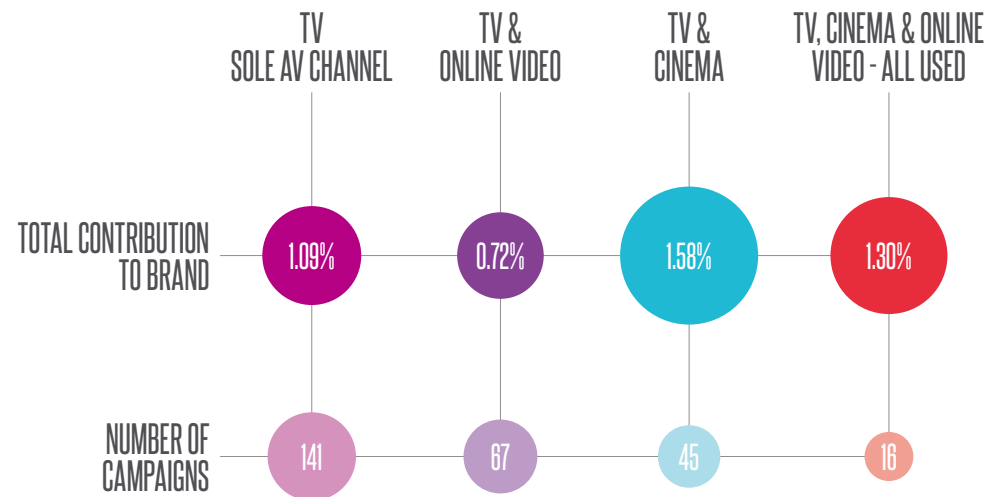 TV
SOLE AV CHANNEL
TV &
ONLINE VIDEO
TV &
CINEMA
TV, CINEMA & ONLINE
VIDEO - ALL USED
TOTAL CONTRIBUTION
TO BRAND
1.09%
0.72%
1.58%
1.30%
NUMBER OF
CAMPAIGNS
141
67
45
16